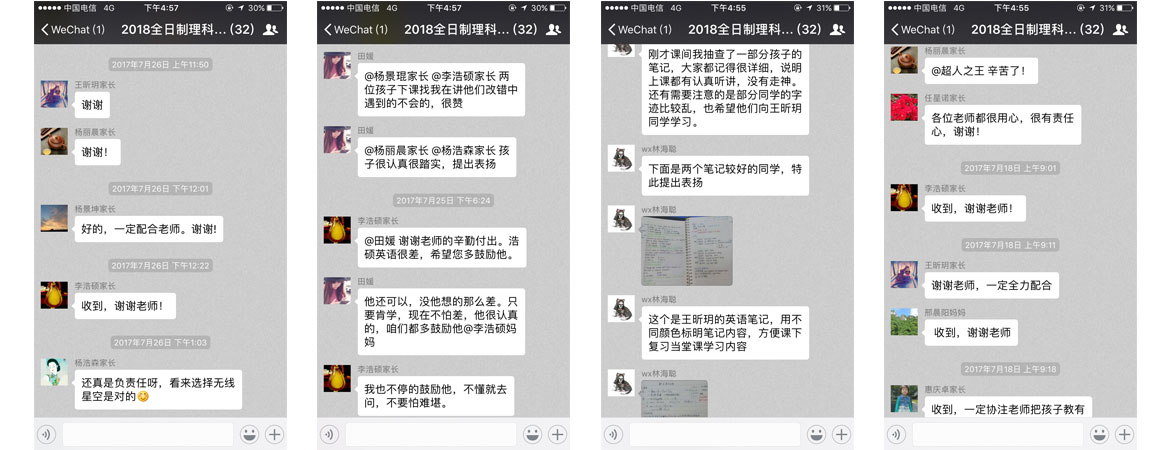 中国电信 4G 下午4:57 30%
WeChat (1) 2018全日制理科... (32)
2017年7月26日 上午11:50
王昕玥家长
谢谢
杨丽晨家长
谢谢!
2017年7月26日 下午12:01
杨景坤家长
好的，一定配合老师。谢谢!
2017年7月26日 下午12:22
李浩硕家长
收到，谢谢老师!
2017年7月26日 下午1:03
杨浩森家长
还真是负责任呀，看来选择无线
星空是对的
中国电信 4G 下午4:57 30%
WeChat (1) 2018全日制理科... (32)
田媛
@杨景琨家长 @李浩硕家长 两
位孩子下课找我在讲他们改错中
遇到的不会的，很赞
田媛
@杨丽晨家长 @杨浩森家长 孩
子很认真很踏实，提出表扬
2017年7月25日 下午6:24
李浩硕家长
@田媛 谢谢老师的辛勤付出。浩
硕英语很差，希望您多鼓励他。
田媛
他还可以，没他想的那么差。只
要肯学，现在不怕差，他很认真
的，咱们都多鼓励他@李浩硕妈
妈
李浩硕家长
我也不停的鼓励他，不懂就去
问，不要怕难堪。
中国电信 4G 下午4:55 31%
WeChat (1) 2018全日制理科... (32)
刚才课间我抽查了一部分孩子的
笔记，大家都记得很详细，说明
上课都有认真听讲，没有走神。
还有需要注意的是部分同学的字
迹比较乱，也希望他们向王昕玥
同学学习。
wx林海聪
下面是两个笔记较好的同学，特
此提出表扬
wx林海聪
wx林海聪
这个是王昕玥的英语笔记，用不
同颜色标明笔记内容，方便课下
复习当堂课学习内容
wx林海聪
中国电信 4G 下午4:55 31%
WeChat (1) 2018全日制理科... (32)
杨丽晨家长
@超人之王 辛苦了!
任星诺家长
各位老师都很用心，很有责任
心，谢谢!
2017年7月18日 上午9:01
李浩硕家长
收到，谢谢老师!
2017年7月18日 上午9:11
王昕玥家长
谢谢老师，一定全力配合
邢晨阳妈妈
收到，谢谢老师
2017年7月18日 上午9:18
惠庆卓家长
收到，一定协注老师把孩子教有